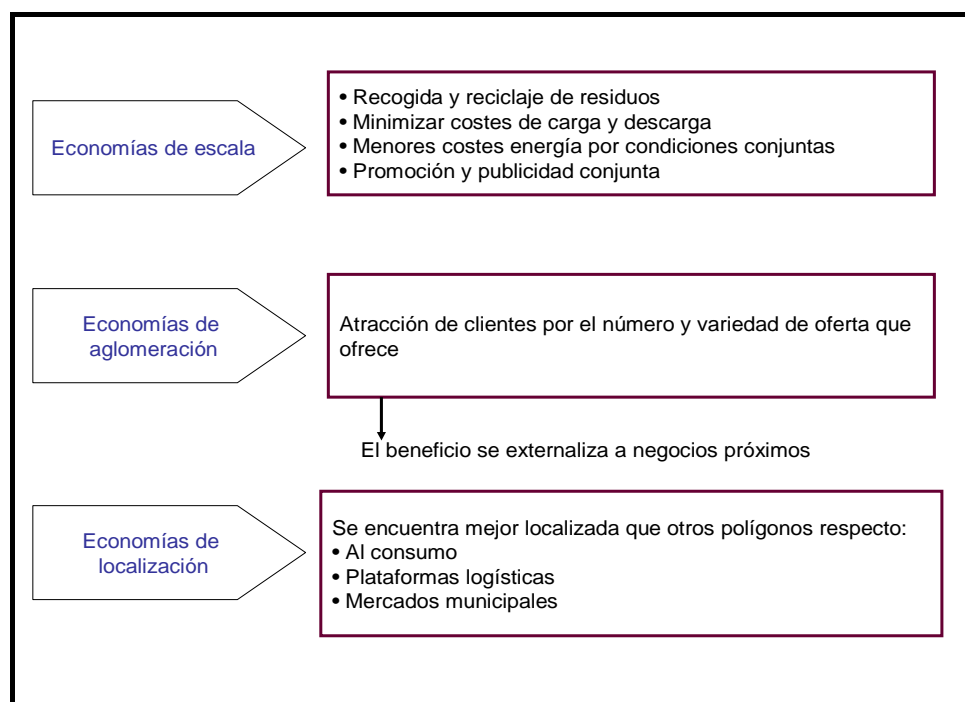 Economías de escala
• Recogida y reciclaje de residuos
• Minimizar costes de carga y descarga
• Menores costes energía por condiciones conjuntas
• Promoción y publicidad conjunta
Economías de
aglomeración
Atracción de clientes por el número y variedad de oferta que
ofrece
El beneficio se externaliza a negocios próximos
Economías de
localización
Se encuentra mejor localizada que otros polígonos respecto:
• Al consumo
• Plataformas logísticas
• Mercados municipales